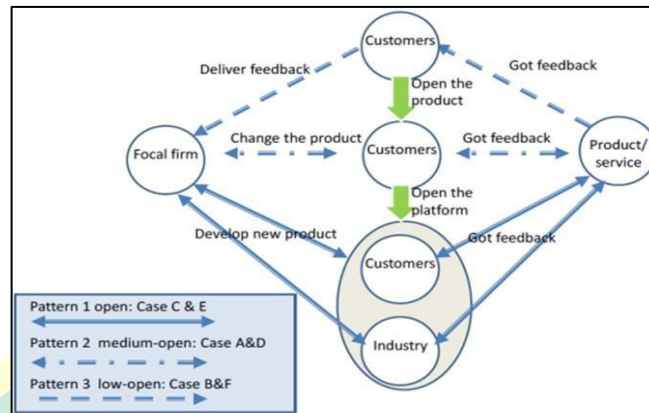 Customers
Deliver feedback
Got feedback
Open the
product
Focal firm
Change the product
Customers
Got feedback
Product/
service
Open the
platform
Develop new product
Customers
Got feedback
Industry
Pattern 1 open: Case C & E
Pattern 2 medium-open: Case A&D
Pattern 3 low-open: Case B&F